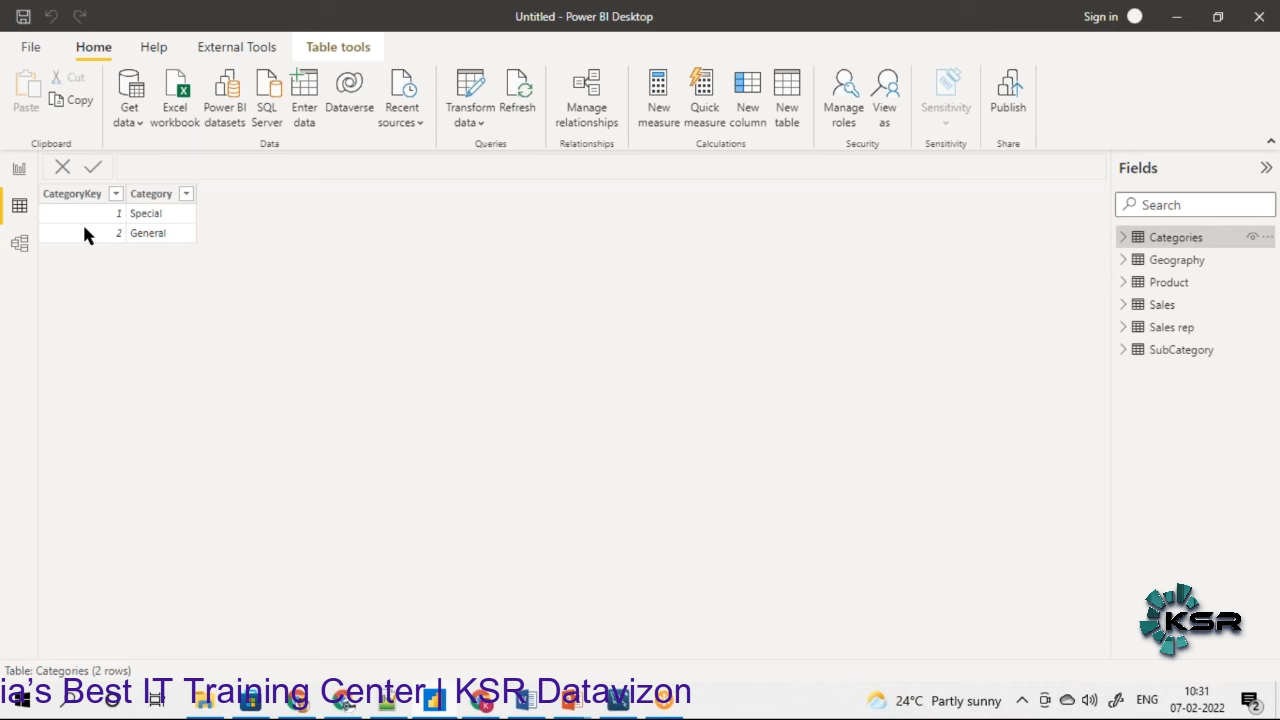 Untitled - Power BI Desktop
Sign in
File
Home
Help
External Tools
Table tools
Paste
Cut
Copy
Clipboard
Get data
Excel workbook
Power BI datasets
SQL Server
Enter data
Dataverse
Recent sources
Data
Transform data
Refresh
Queries
Manage relationships
Relationships
New measure
Quick measure
New column
New table
Calculations
Manage roles
View as
Security
Sensitivity
Sensitivity
Publish
Share
CategoryKey Category
1 Special
2 General
Fields
Search
Categories
Geography
Product
Sales
Sales rep
SubCategory
KSR
Table: Categories (2 rows)
ia's Best IT Training Center | KSR Datavizon
24°C Partly sunny
ENG
10:31
07-02-2022
2